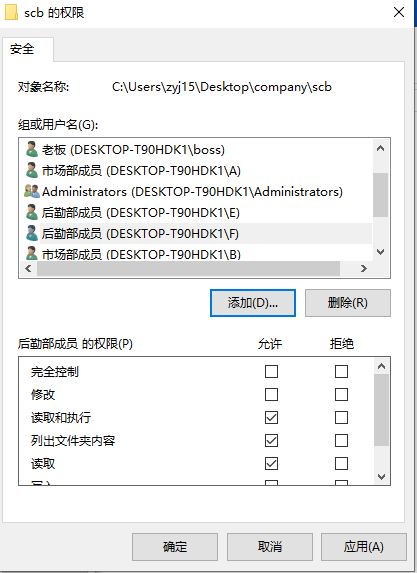 scb 的权限
安全
对象名称: C:\Users\zyj15\Desktop\company\scb
组或用户名(G):
老板 (DESKTOP-T90HDK1\boss)
市场部成员 (DESKTOP-T90HDK1\A)
Administrators (DESKTOP-T90HDK1\Administrators)
后勤部成员 (DESKTOP-T90HDK1\E)
后勤部成员 (DESKTOP-T90HDK1\F)
市场部成员 (DESKTOP-T90HDK1\B)
添加(D)... 删除(R)
后勤部成员 的权限(P) 允许 拒绝
完全控制
修改
读取和执行
列出文件夹内容
读取
确定 取消 应用(A)